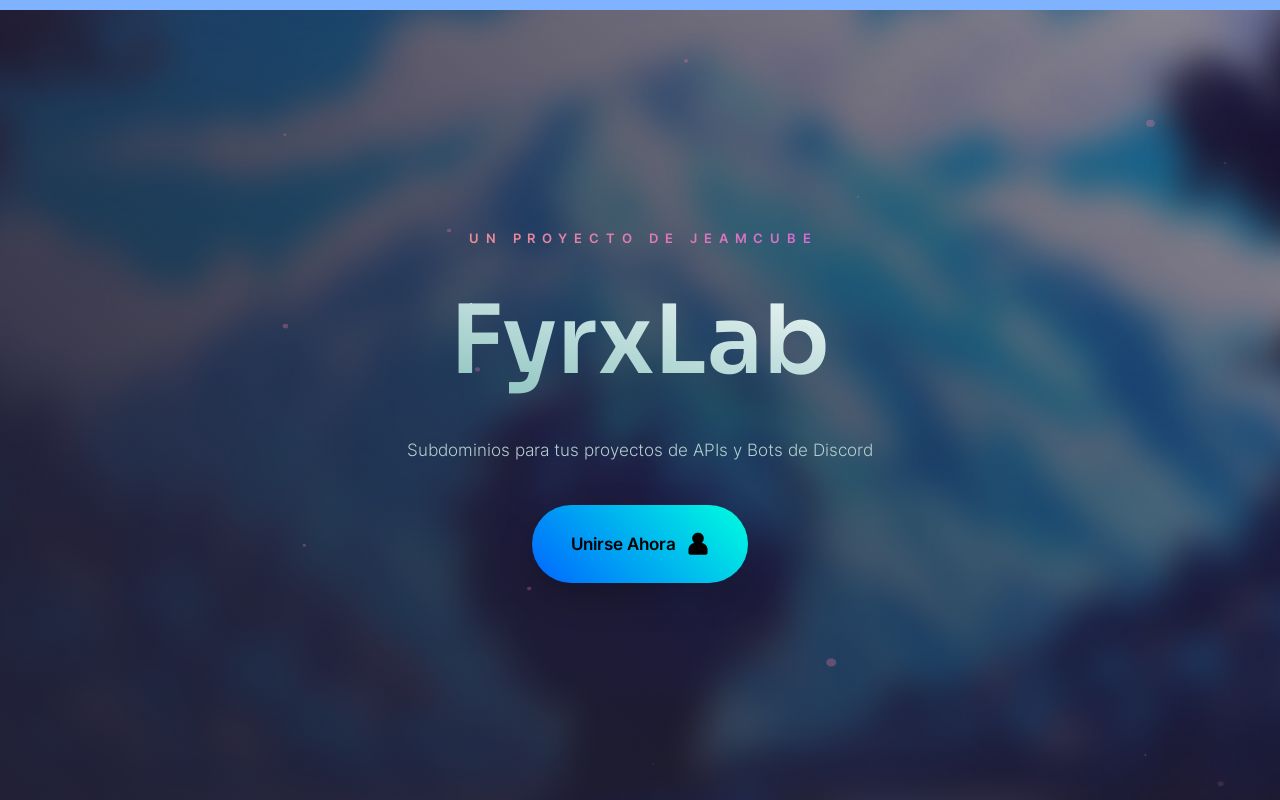 UN PROYECTO DE JEAMCUBE
FyrxLab
Subdominios para tus proyectos de APIs y Bots de Discord
Unirse Ahora